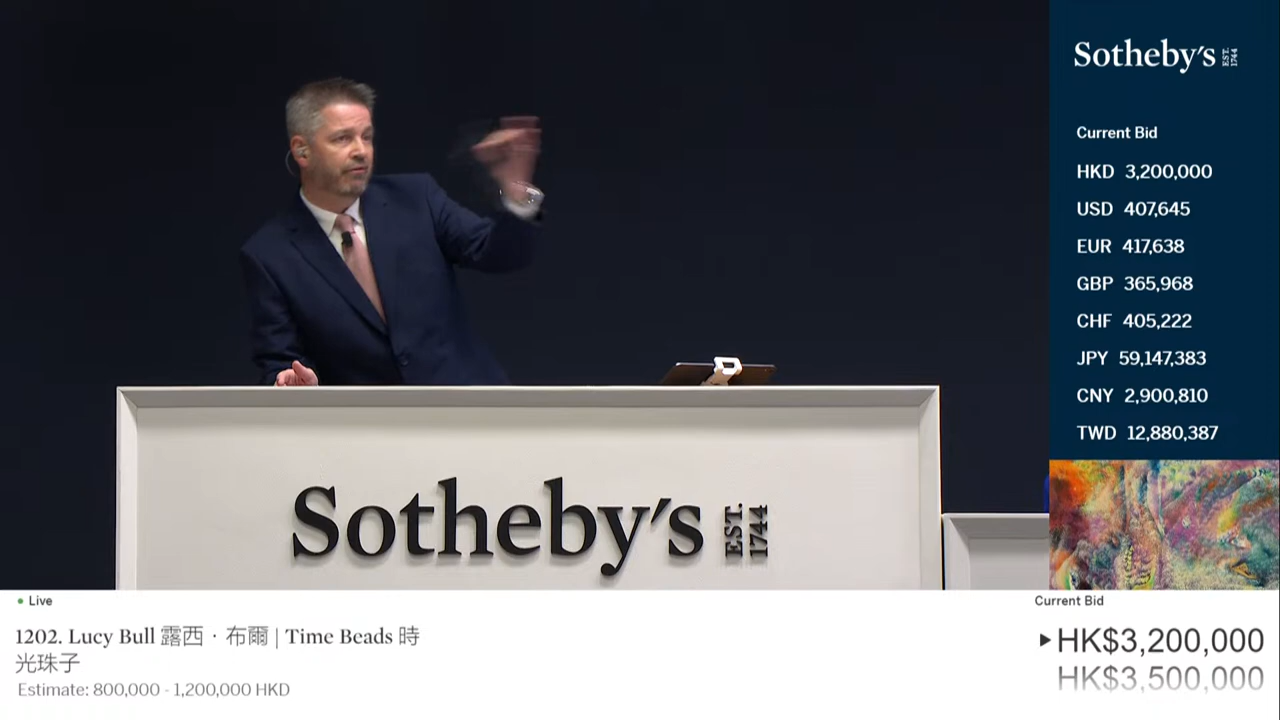 Sotheby's EST. 1744
Current Bid
HKD 3,200,000
USD 407,645
EUR 417,638
GBP 365,968
CHF 405,222
JPY 59,147,383
CNY 2,900,810
TWD 12,880,387
Sotheby's EST. 1744
Live
1202. Lucy Bull 露西 · 布爾 | Time Beads 時
光珠子
Estimate: 800,000 - 1,200,000 HKD
Current Bid
HK$3,200,000
HK$3,500,000